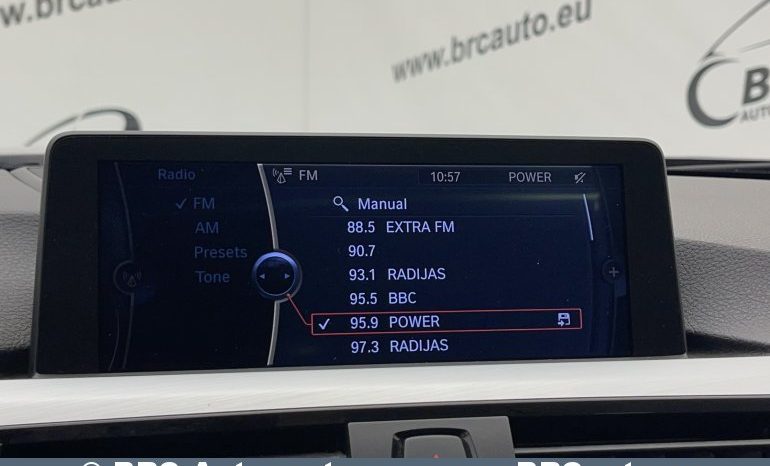 www.brcauto.eu
Radio
FM
10:57
POWER
FM
AM
Presets
Tone
Manual
88.5 EXTRA FM
90.7
93.1 RADIJAS
95.5 BBC
95.9 POWER
97.3 RADIJAS